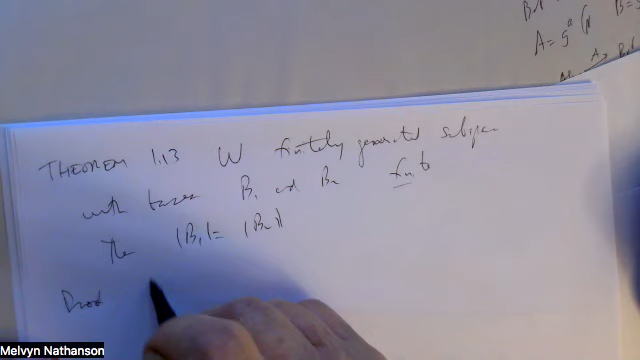 THEOREM 1.13 W finitely generated subspace
with bases B₁ and B₂ finite
Then |B₁| = |B₂|
Proof
A = g^a (
Melvyn Nathanson